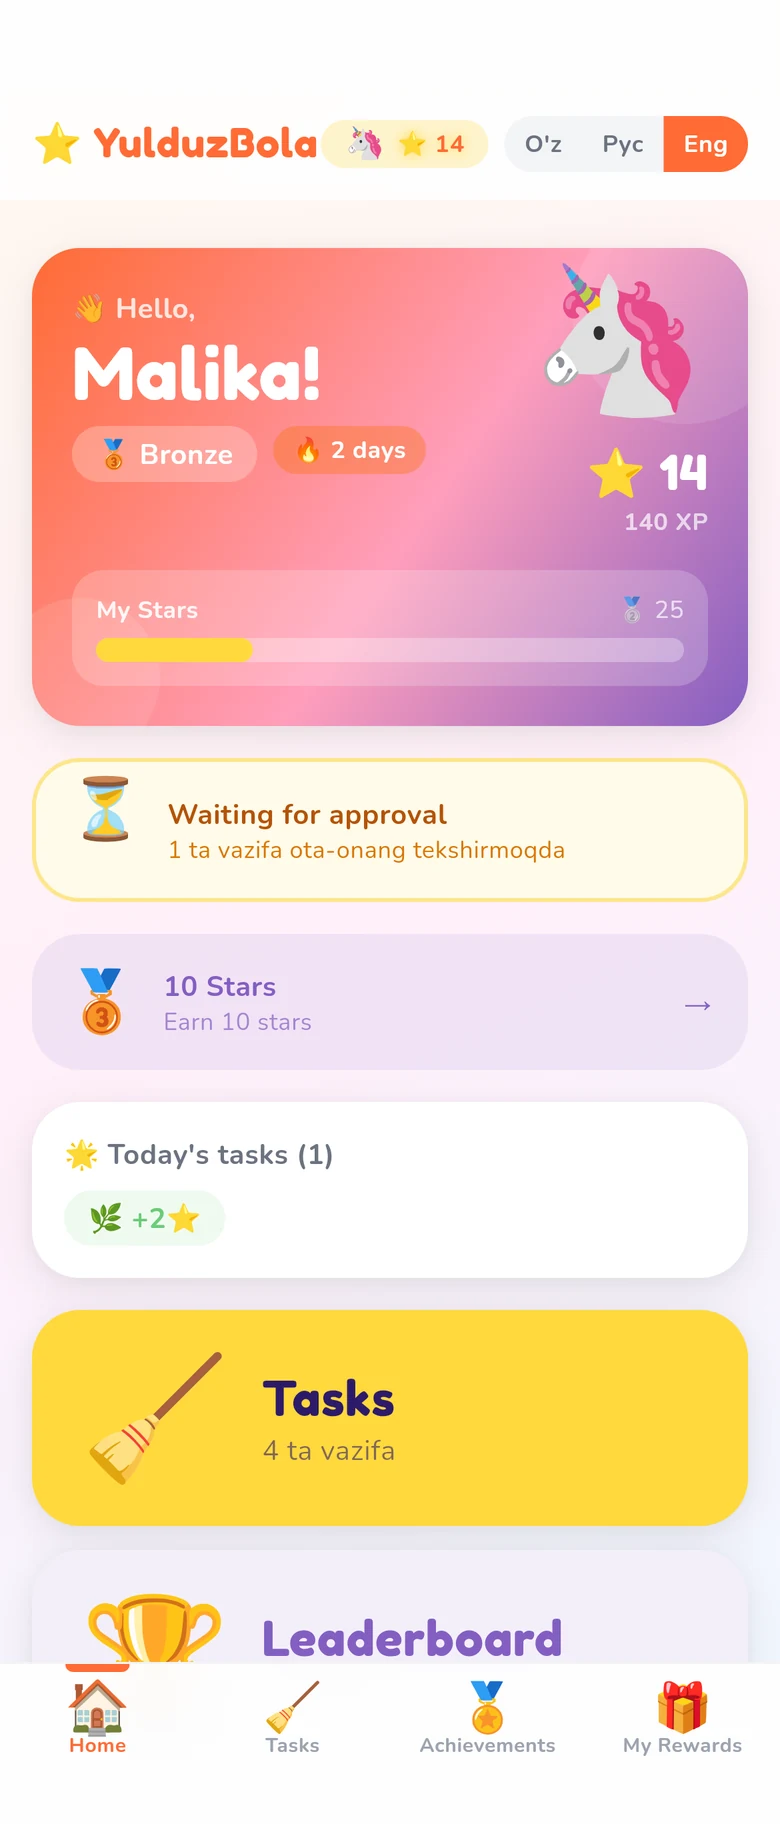 YulduzBola
14
O'z
Рус
Eng
Hello,
Malika!
Bronze
2 days
14
140 XP
My Stars
25
Waiting for approval
1 ta vazifa ota-onang tekshirmoqda
10 Stars
Earn 10 stars
→
Today's tasks (1)
+2
Tasks
4 ta vazifa
Leaderboard
Home
Tasks
Achievements
My Rewards